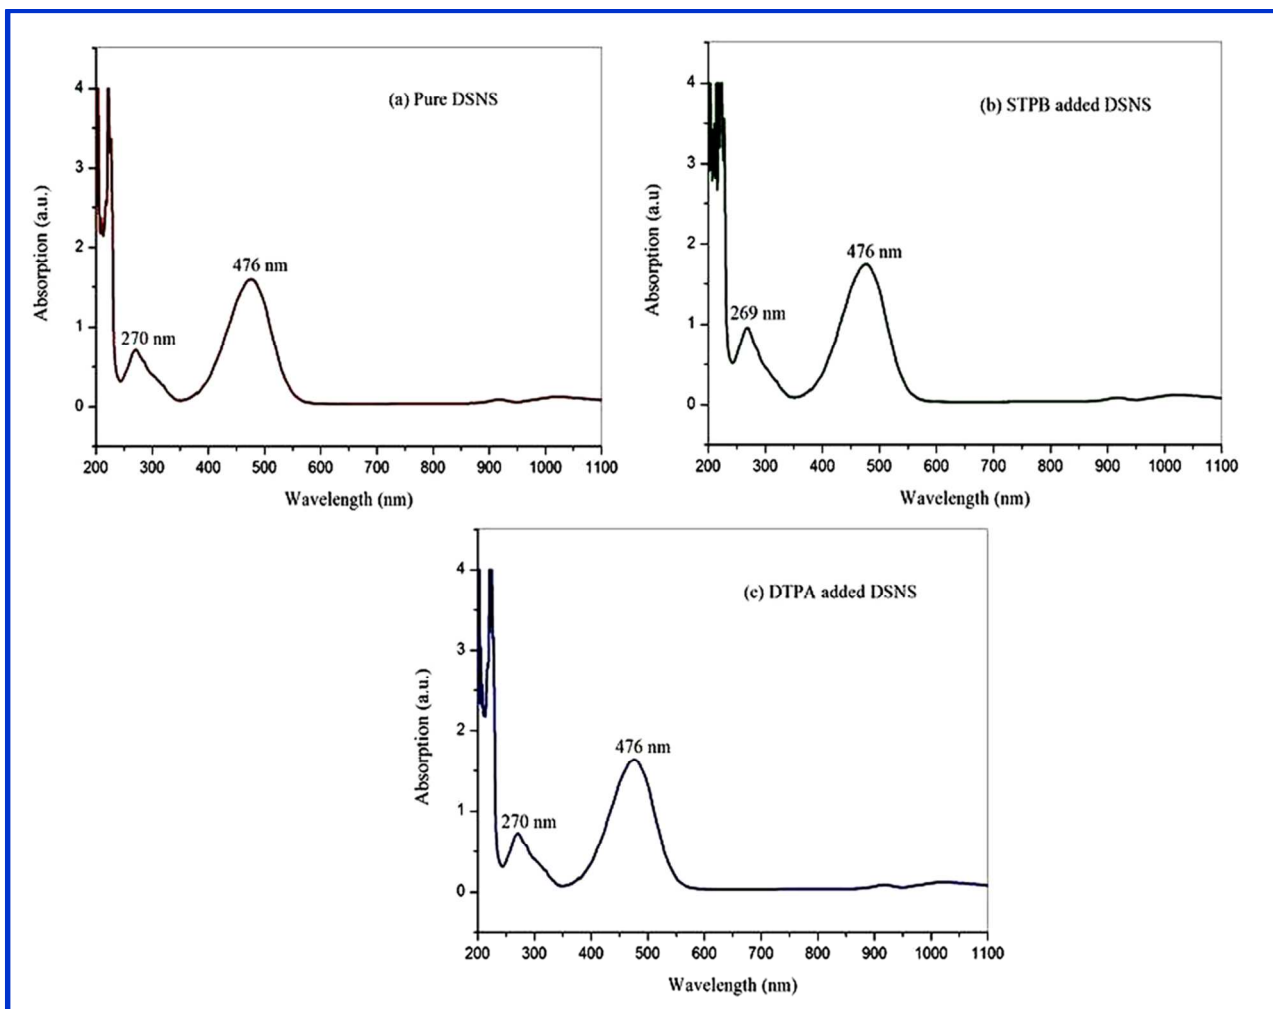 (a) Pure DSNS
4
3
2
1
0
Absorption (a.u.)
476 nm
270 nm
200 300 400 500 600 700 800 900 1000 1100
Wavelength (nm)
(b) STPB added DSNS
4
3
2
1
0
Absorption (a.u)
476 nm
269 nm
200 300 400 500 600 700 800 900 1000 1100
Wavelength (nm)
(c) DTPA added DSNS
4
3
2
1
0
Absorption (a.u.)
476 nm
270 nm
200 300 400 500 600 700 800 900 1000 1100
Wavelength (nm)